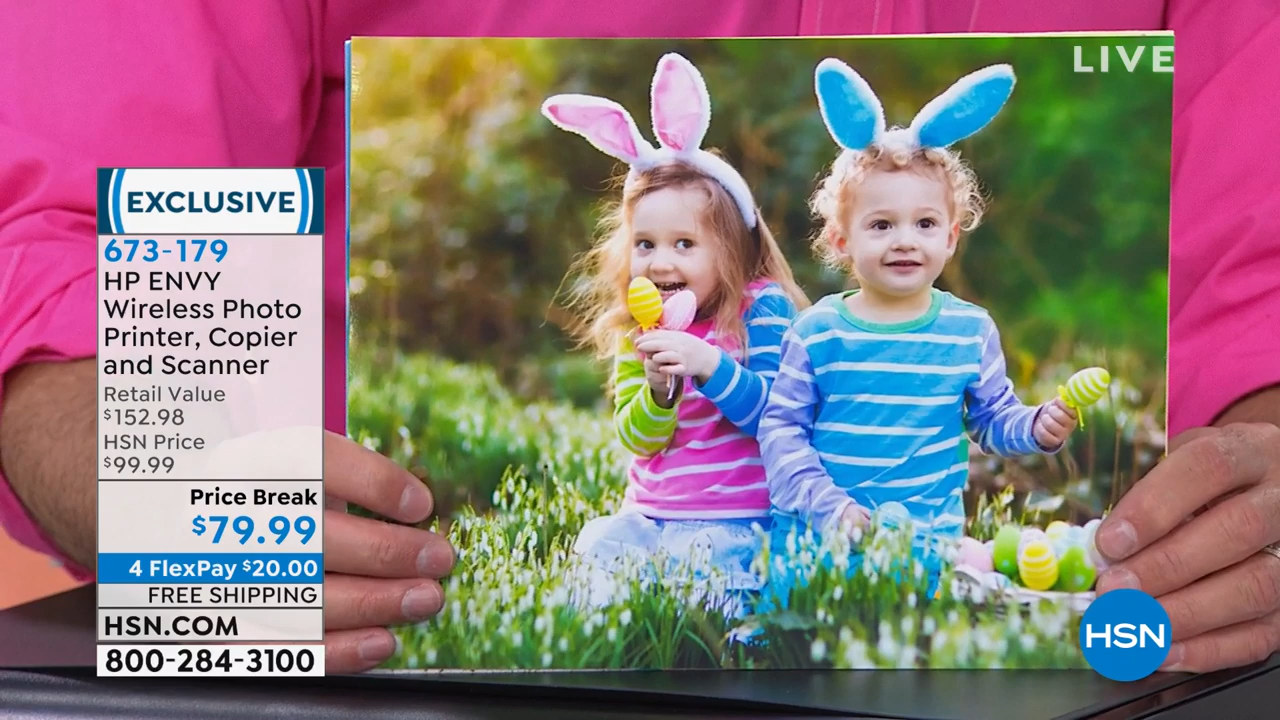 LIVE
EXCLUSIVE
673-179
HP ENVY
Wireless Photo
Printer, Copier
and Scanner
Retail Value
$152.98
HSN Price
$99.99
Price Break
$79.99
4 FlexPay $20.00
FREE SHIPPING
HSN.COM
800-284-3100
HSN